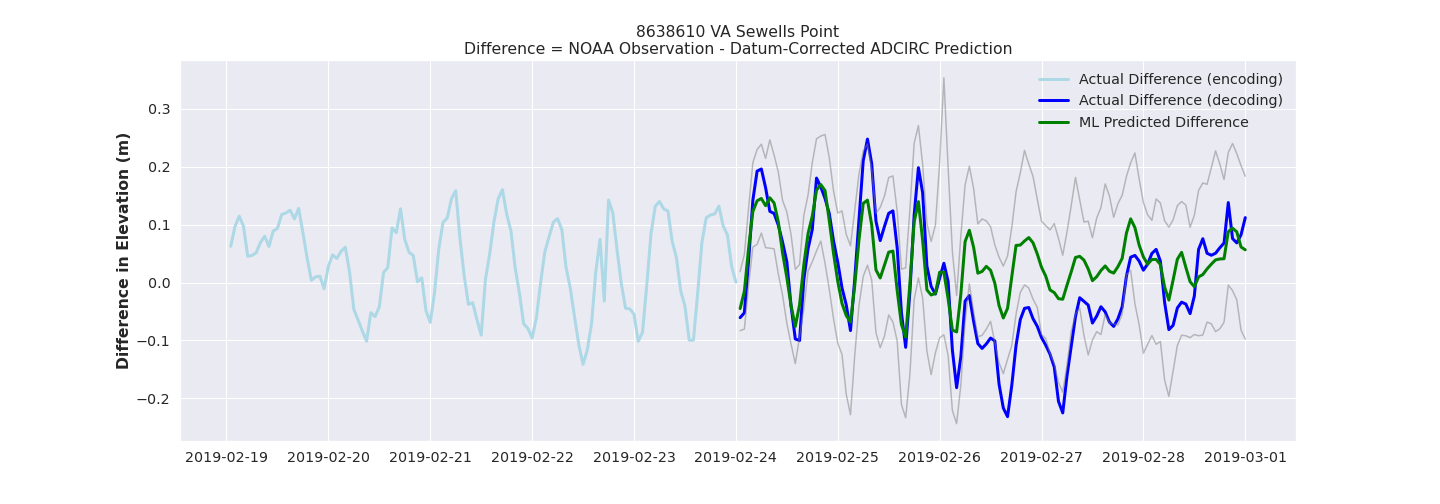 8638610 VA Sewells Point
Difference = NOAA Observation - Datum-Corrected ADCIRC Prediction
Actual Difference (encoding)
Actual Difference (decoding)
ML Predicted Difference
Difference in Elevation (m)
0.3
0.2
0.1
0.0
−0.1
−0.2
2019-02-19 2019-02-20 2019-02-21 2019-02-22 2019-02-23 2019-02-24 2019-02-25 2019-02-26 2019-02-27 2019-02-28 2019-03-01